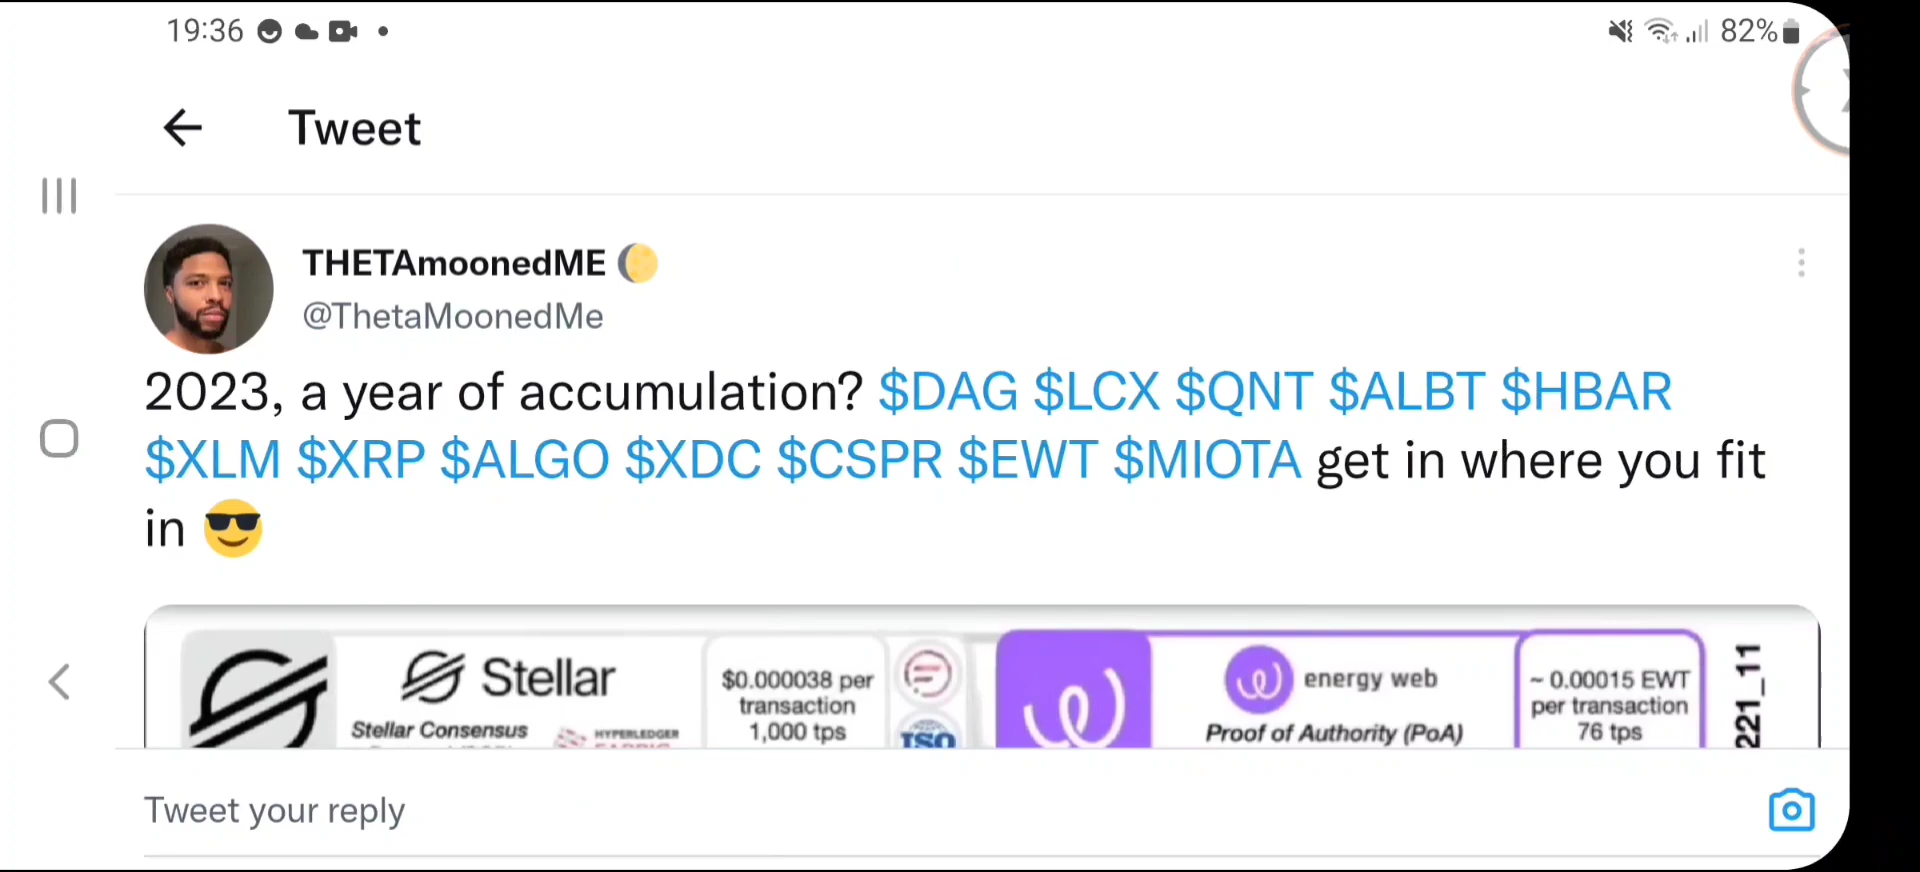 19:36
82%
Tweet
THETAmoonedME
@ThetaMoonedMe
2023, a year of accumulation? $DAG $LCX $QNT $ALBT $HBAR
$XLM $XRP $ALGO $XDC $CSPR $EWT $MIOTA get in where you fit
in
Stellar
Stellar Consensus
HYPERLEDGER
$0.000038 per
transaction
1,000 tps
ISO
energy web
Proof of Authority (PoA)
~ 0.00015 EWT
per transaction
76 tps
221_11
Tweet your reply